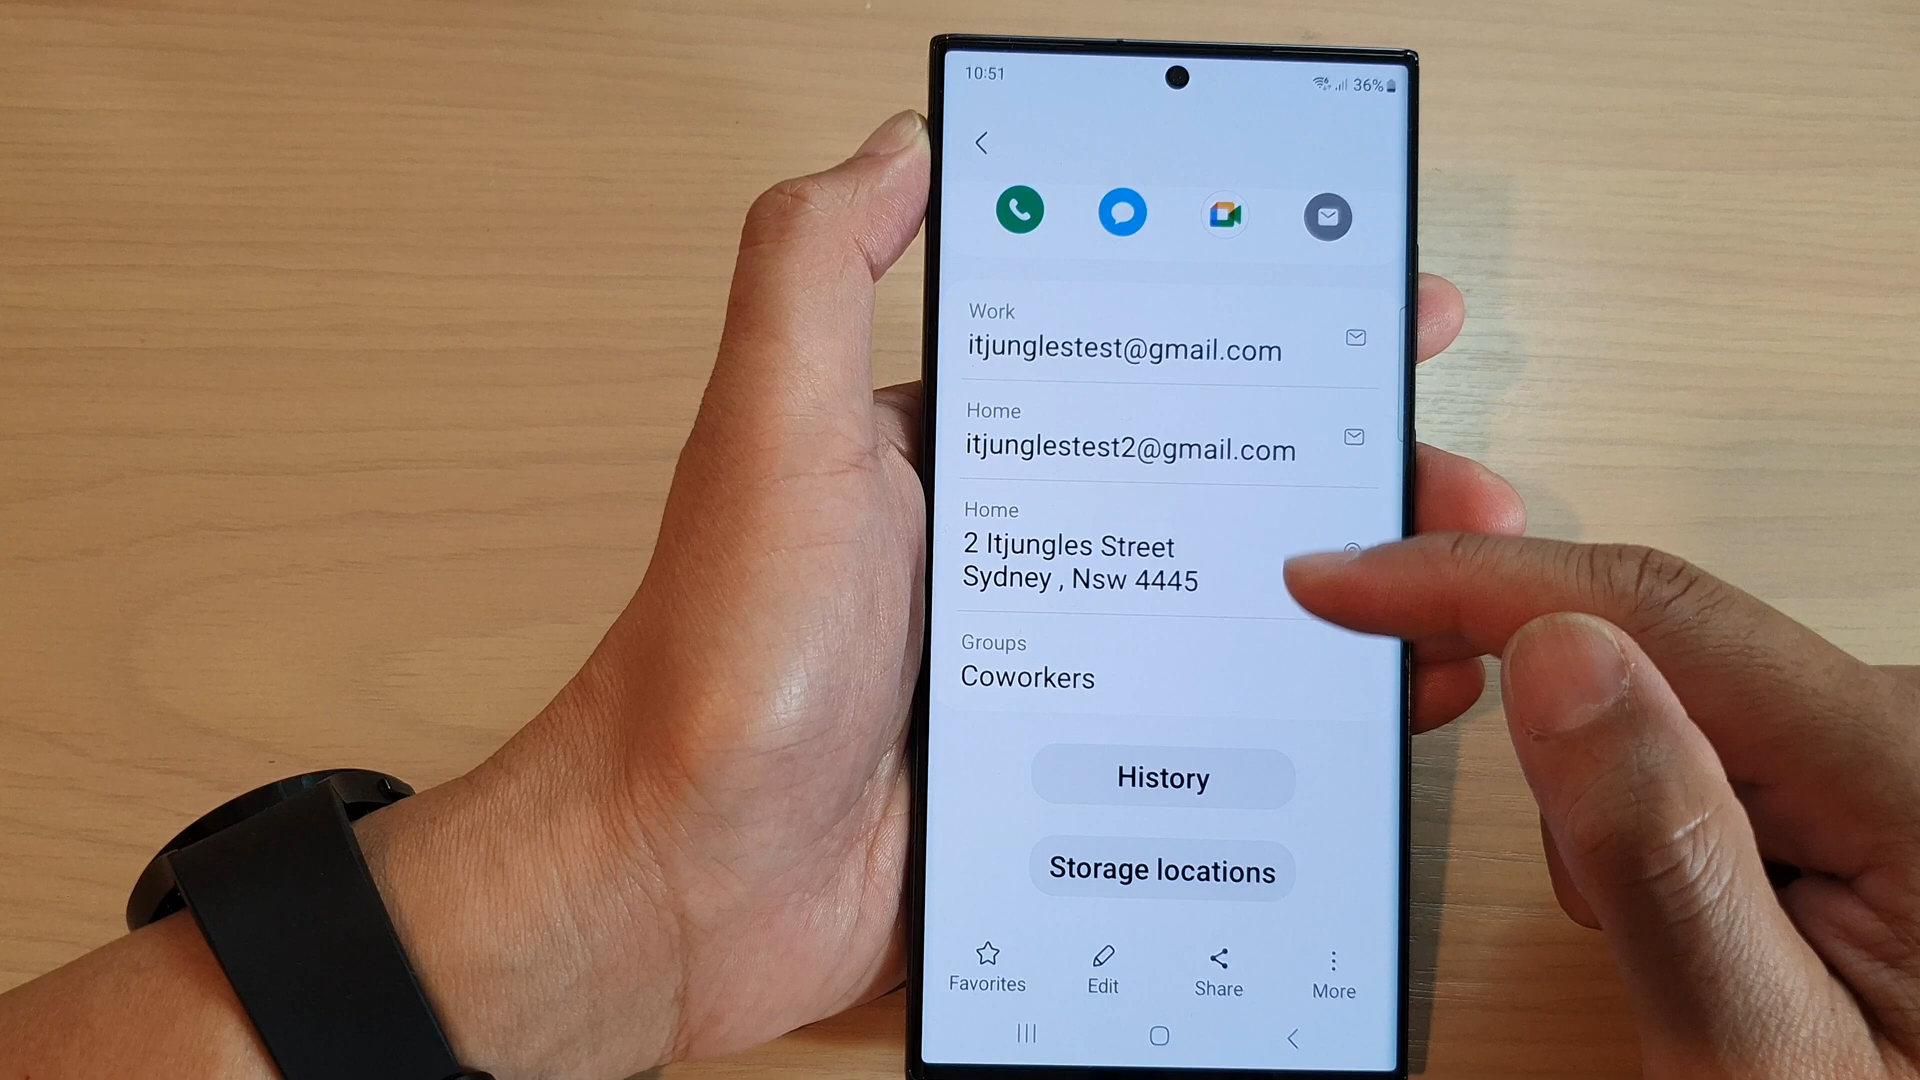 10:51
36%
Work
itjunglestest@gmail.com
Home
itjunglestest2@gmail.com
Home
2 Itjungles Street
Sydney , Nsw 4445
Groups
Coworkers
History
Storage locations
Favorites
Edit
Share
More